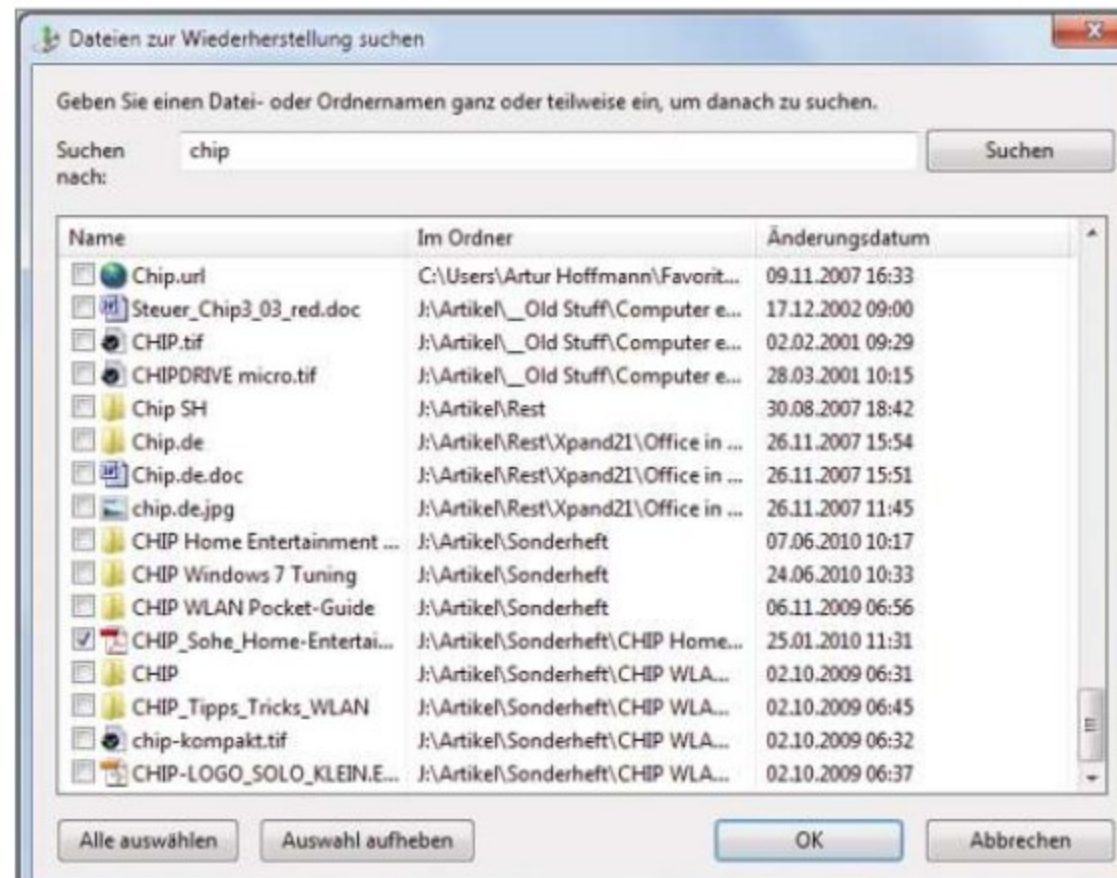 Dateien zur Wiederherstellung suchen
Geben Sie einen Datei- oder Ordnernamen ganz oder teilweise ein, um danach zu suchen.
Suchen nach: chip Suchen
Name Im Ordner Änderungsdatum
Chip.url C:\Users\Artur Hoffmann\Favorit... 09.11.2007 16:33
Steuer_Chip3_03_red.doc J:\Artikel\__Old Stuff\Computer e... 17.12.2002 09:00
CHIP.tif J:\Artikel\__Old Stuff\Computer e... 02.02.2001 09:29
CHIPDRIVE micro.tif J:\Artikel\__Old Stuff\Computer e... 28.03.2001 10:15
Chip SH J:\Artikel\Rest 30.08.2007 18:42
Chip.de J:\Artikel\Rest\Xpand21\Office in ... 26.11.2007 15:54
Chip.de.doc J:\Artikel\Rest\Xpand21\Office in ... 26.11.2007 15:51
chip.de.jpg J:\Artikel\Rest\Xpand21\Office in ... 26.11.2007 11:45
CHIP Home Entertainment ... J:\Artikel\Sonderheft 07.06.2010 10:17
CHIP Windows 7 Tuning J:\Artikel\Sonderheft 24.06.2010 10:33
CHIP WLAN Pocket-Guide J:\Artikel\Sonderheft 06.11.2009 06:56
CHIP_Sohe_Home-Entertai... J:\Artikel\Sonderheft\CHIP Home... 25.01.2010 11:31
CHIP J:\Artikel\Sonderheft\CHIP WLA... 02.10.2009 06:31
CHIP_Tipps_Tricks_WLAN J:\Artikel\Sonderheft\CHIP WLA... 02.10.2009 06:45
chip-kompakt.tif J:\Artikel\Sonderheft\CHIP WLA... 02.10.2009 06:32
CHIP-LOGO_SOLO_KLEIN.E... J:\Artikel\Sonderheft\CHIP WLA... 02.10.2009 06:37
Alle auswählen Auswahl aufheben OK Abbrechen